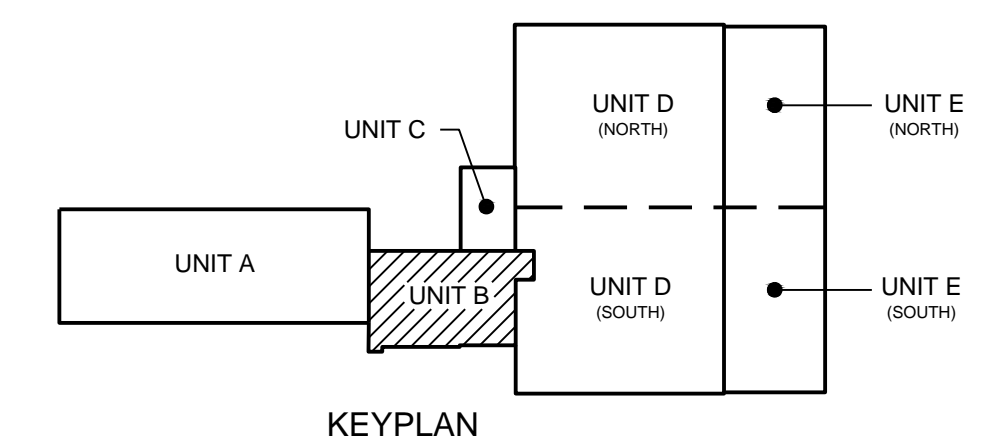 UNIT D
(NORTH)
UNIT E
(NORTH)
UNIT C
UNIT A
UNIT B
UNIT D
(SOUTH)
UNIT E
(SOUTH)
KEYPLAN